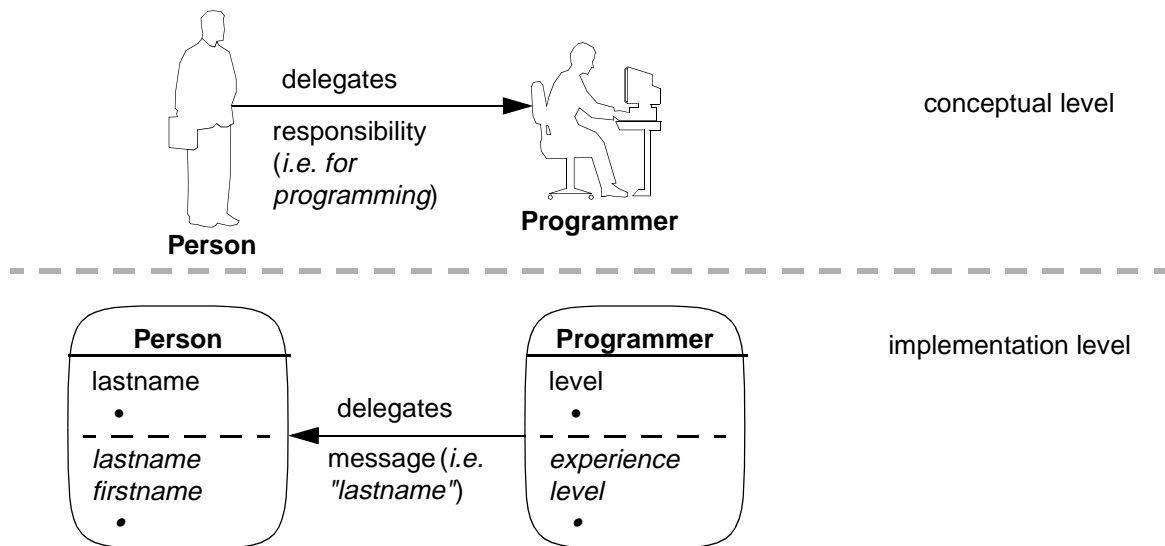 delegates
responsibility
(i.e. for
programming)
Person
Programmer
conceptual level
Person
lastname
•
lastname
firstname
•
delegates
message (i.e.
"lastname")
Programmer
level
•
experience
level
•
implementation level